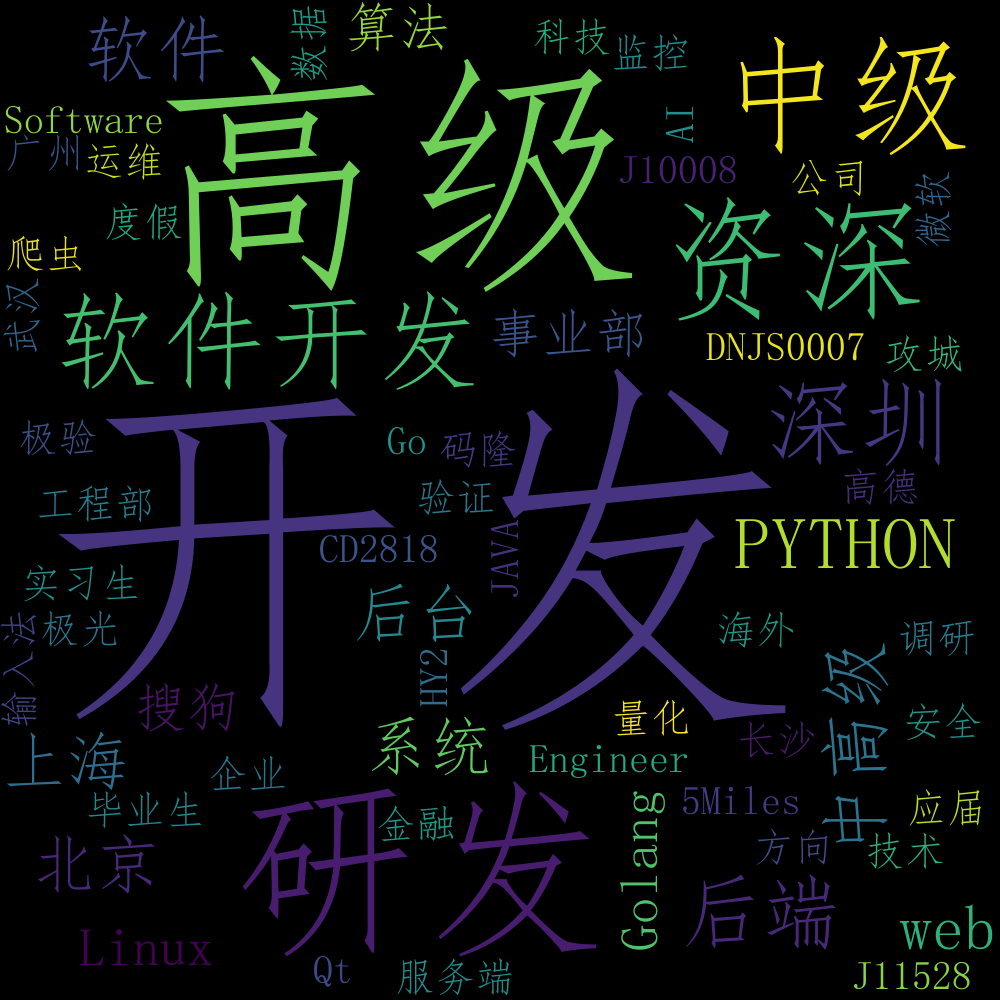 软件
数据
算法
科技
监控
中级
高级
Software
广州
运维
AI
J10008
公司
微软
度假
爬虫
武汉
资深
软件开发
事业部
DNJS0007
攻城
开发
深圳
极验
Go
码隆
高德
工程部
验证
CD2818
JAVA
PYTHON
实习生
极光
后台
输入法
HY2
海外
调研
中高级
搜狗
量化
安全
上海
系统
长沙
企业
Engineer
毕业生
金融
研发
Golang
5Miles
应届
北京
方向
技术
后端
Linux
web
Qt
服务端
J11528